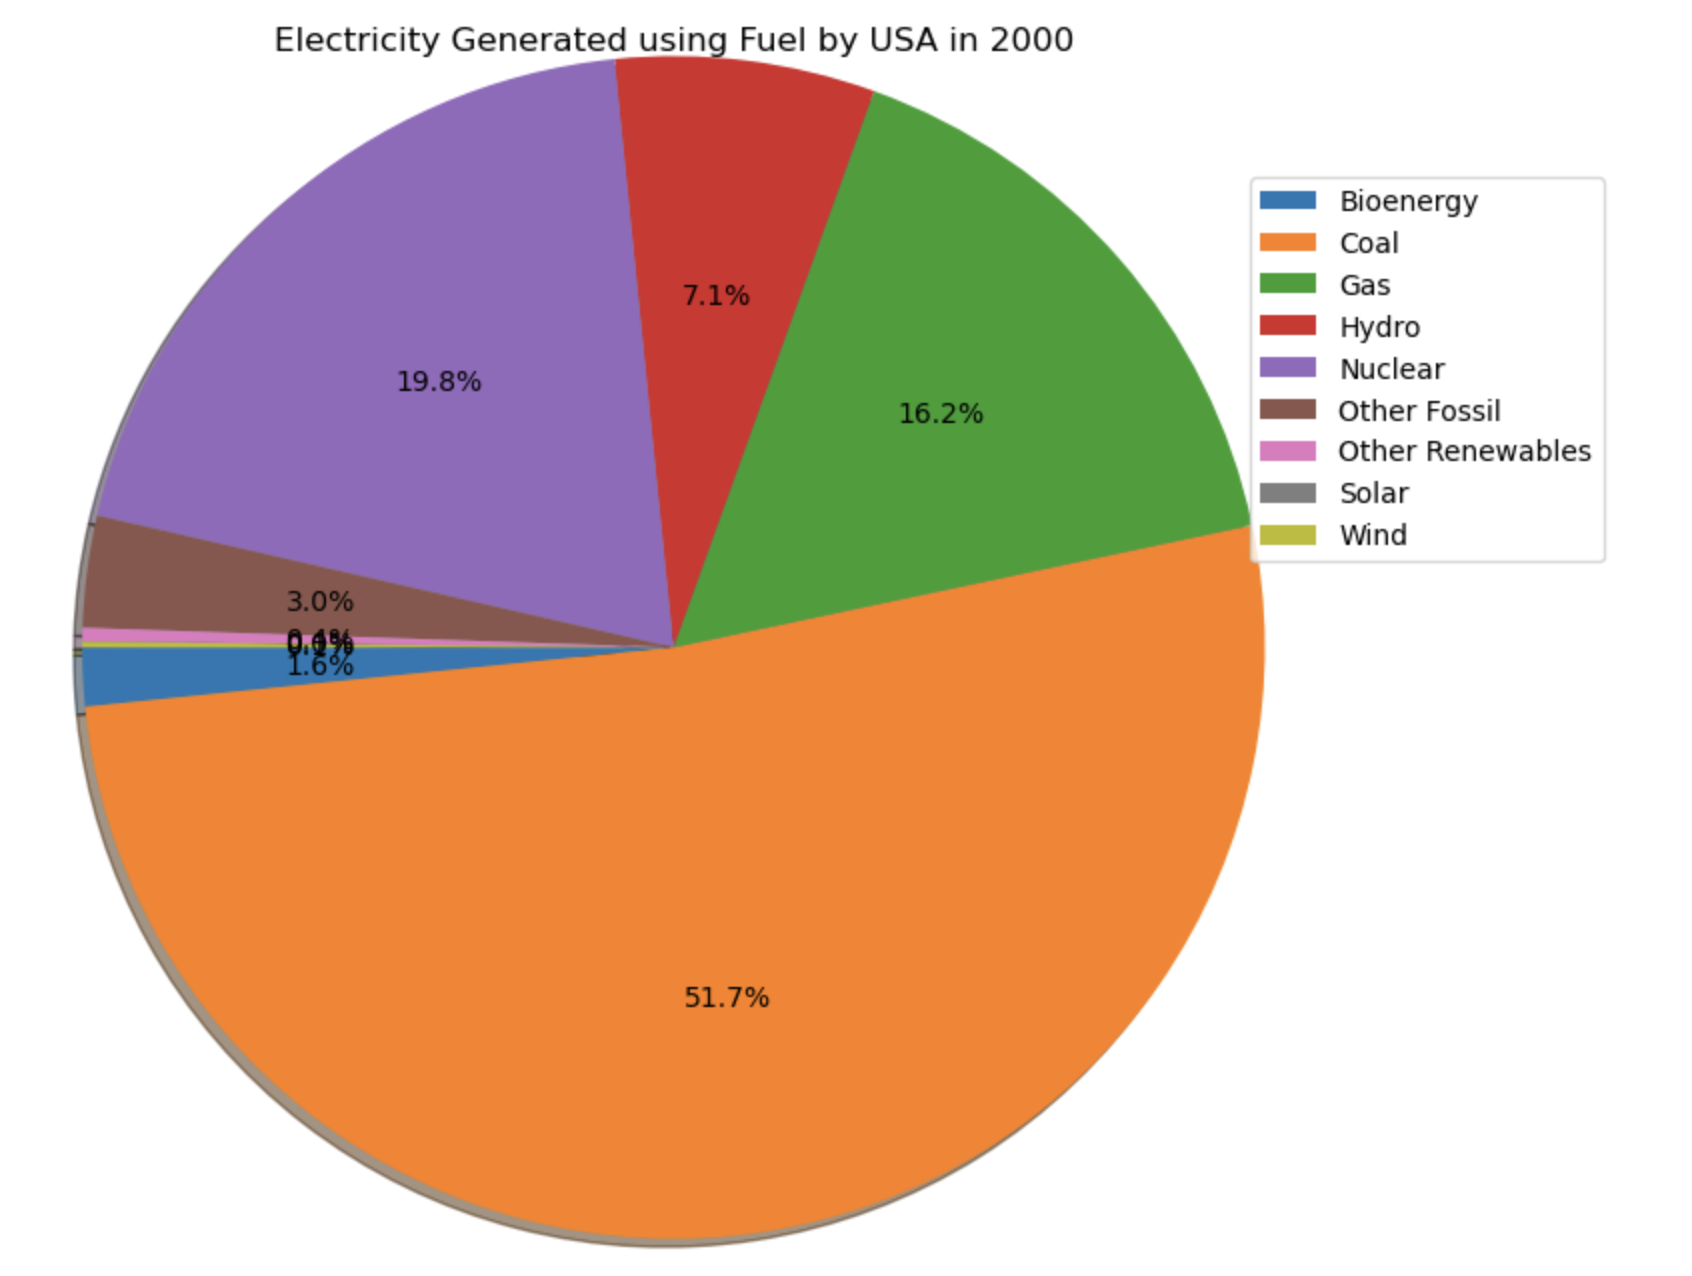 Electricity Generated using Fuel by USA in 2000
7.1%
19.8%
16.2%
3.0%
1.6%
51.7%
Bioenergy
Coal
Gas
Hydro
Nuclear
Other Fossil
Other Renewables
Solar
Wind